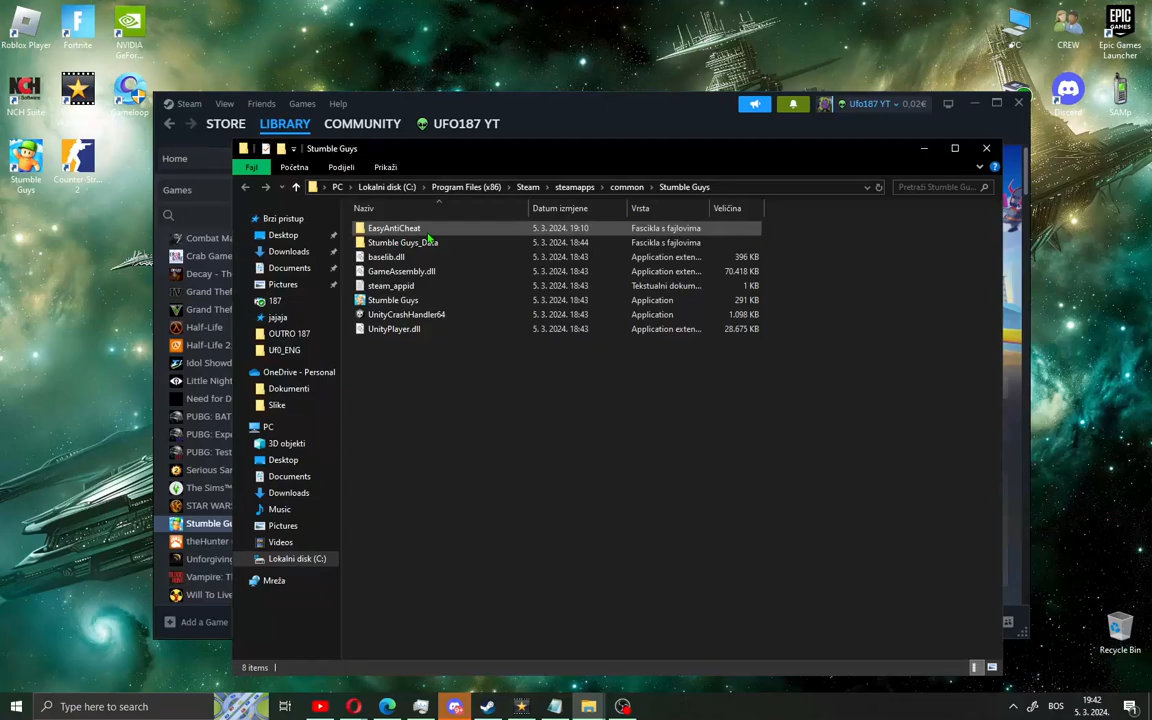 Roblox Player
Fortnite
NVIDIA GeFor...
PC
CREW
Epic Games Launcher
NCH Suite
Gameloop
Discord
SAMp
Stumble Guys
Counter-Str... 2
Steam View Friends Games Help
Ufo187 YT 0,02€
STORE LIBRARY COMMUNITY UFO187 YT
Home
Games
Combat Ma
Crab Game
Decay - Th
Grand Thef
Grand Thef
Half-Life
Half-Life 2
Idol Showd
Little Night
Need for D
PUBG: BAT
PUBG: Expe
PUBG: Test
Serious Sa
The Sims™
STAR WARS
Stumble Gu
theHunter
Unforgiving
Vampire: Th
Will To Live
Add a Game
Stumble Guys
Fajl Početna Podijeli Prikaži
PC > Lokalni disk (C:) > Program Files (x86) > Steam > steamapps > common > Stumble Guys
Pretraži Stumble Gu...
Brzi pristup
Desktop
Downloads
Documents
Pictures
187
jajaja
OUTRO 187
Uf0_ENG
OneDrive - Personal
Dokumenti
Slike
PC
3D objekti
Desktop
Documents
Downloads
Music
Pictures
Videos
Lokalni disk (C:)
Mreža
Naziv Datum izmjene Vrsta Veličina
EasyAntiCheat 5. 3. 2024. 19:10 Fascikla s fajlovima
Stumble Guys_Data 5. 3. 2024. 18:44 Fascikla s fajlovima
baselib.dll 5. 3. 2024. 18:43 Application exten... 396 KB
GameAssembly.dll 5. 3. 2024. 18:43 Application exten... 70.418 KB
steam_appid 5. 3. 2024. 18:43 Tekstualni dokum... 1 KB
Stumble Guys 5. 3. 2024. 18:43 Application 291 KB
UnityCrashHandler64 5. 3. 2024. 18:43 Application 1.098 KB
UnityPlayer.dll 5. 3. 2024. 18:43 Application exten... 28.675 KB
8 items
Recycle Bin
Type here to search
BOS
19:42
5. 3. 2024.